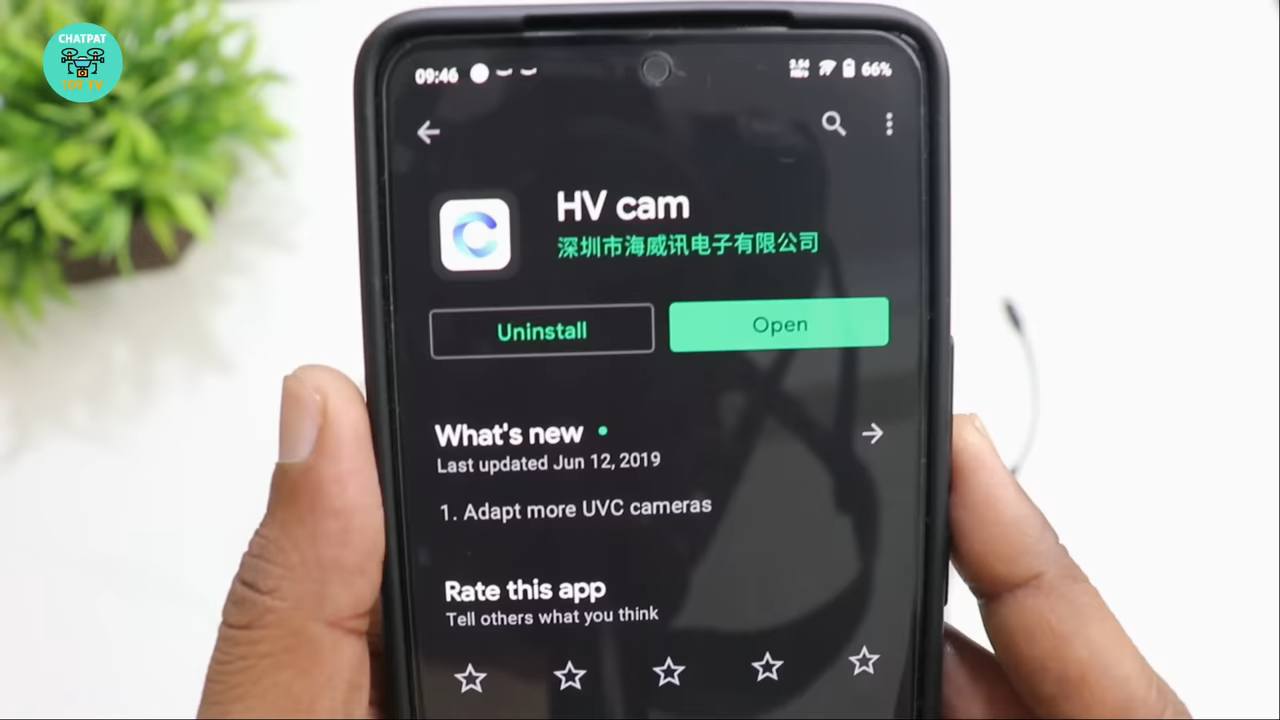 CHATPAT
TOY TV
09:46
66%
HV cam
深圳市海威讯电子有限公司
Uninstall
Open
What's new
Last updated Jun 12, 2019
1. Adapt more UVC cameras
Rate this app
Tell others what you think